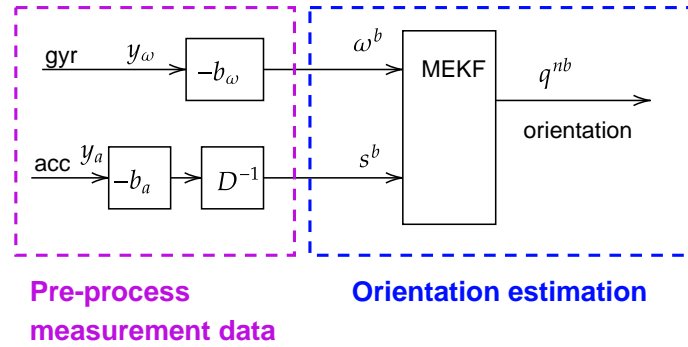 gyr
y_ω
−b_ω
ω^b
MEKF
q^{nb}
orientation
acc
y_a
−b_a
D^{−1}
s^b
Pre-process
measurement data
Orientation estimation